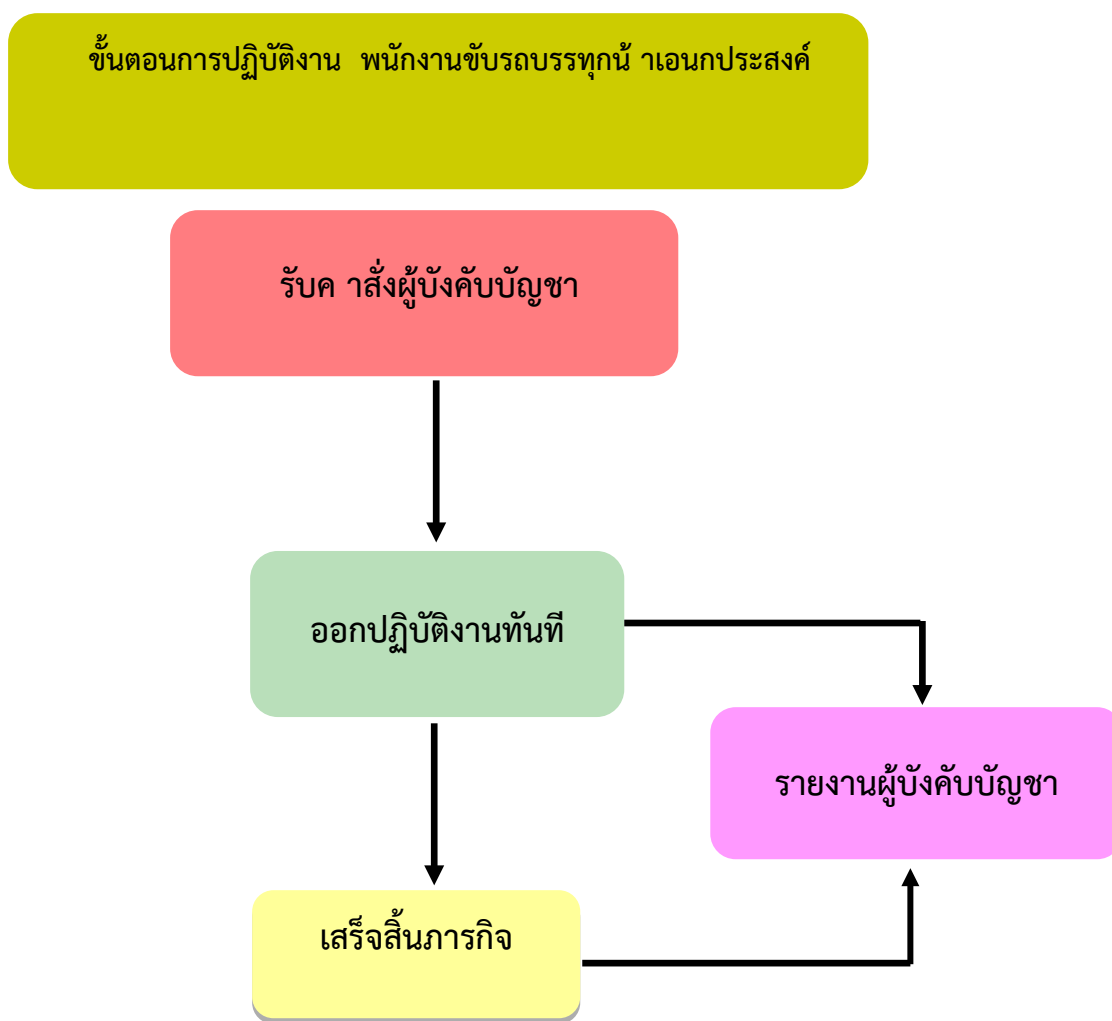 ขั้นตอนการปฏิบัติงาน  พนักงานขับรถบรรทุกน้ าเอนกประสงค์
รับค าสั่งผู้บังคับบัญชา
ออกปฏิบัติงานทันที
รายงานผู้บังคับบัญชา
เสร็จสิ้นภารกิจ